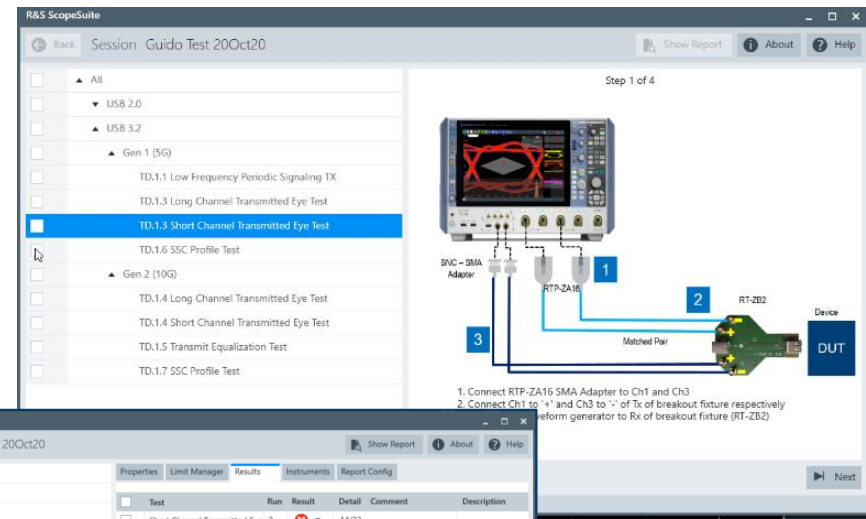 R&S ScopeSuite
Back Session Guido Test 20Oct20 Show Report About Help
All
USB 2.0
USB 3.2
Gen 1 (5G)
TD.1.1 Low Frequency Periodic Signaling TX
TD.1.3 Long Channel Transmitted Eye Test
TD.1.3 Short Channel Transmitted Eye Test
TD.1.6 SSC Profile Test
Gen 2 (10G)
TD.1.4 Long Channel Transmitted Eye Test
TD.1.4 Short Channel Transmitted Eye Test
TD.1.5 Transmit Equalization Test
TD.1.7 SSC Profile Test
Step 1 of 4
BNC – SMA
Adapter
RTP-ZA16
1
2
3
RT-ZB2
Matched Pair
Device
DUT
1. Connect RTP-ZA16 SMA Adapter to Ch1 and Ch3
2. Connect Ch1 to '+' and Ch3 to '-' of Tx of breakout fixture respectively
generator to Rx of breakout fixture (RT-ZB2)
Next
20Oct20 Show Report About Help
Properties Limit Manager Results Instruments Report Config
Test Run Result Detail Comment Description